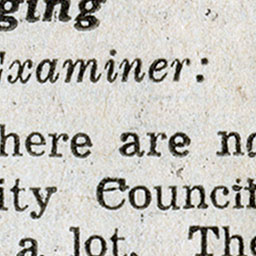 ging
Examiner:
here are no
ity Council
a lot. The